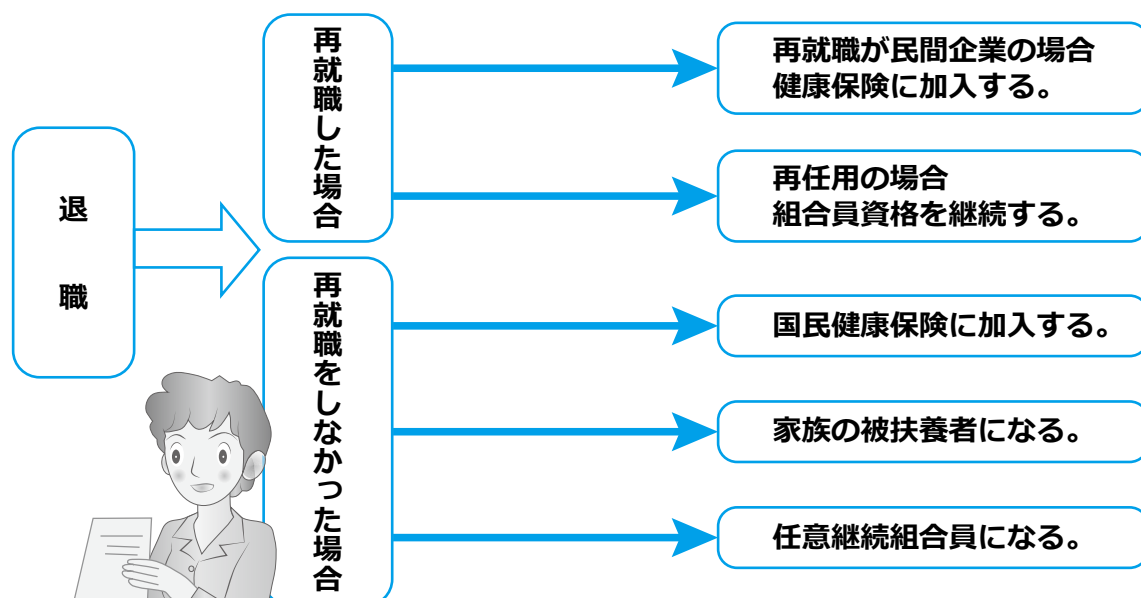 退職
再就職した場合
再就職が民間企業の場合
健康保険に加入する。
再任用の場合
組合員資格を継続する。
再就職をしなかった場合
国民健康保険に加入する。
家族の被扶養者になる。
任意継続組合員になる。